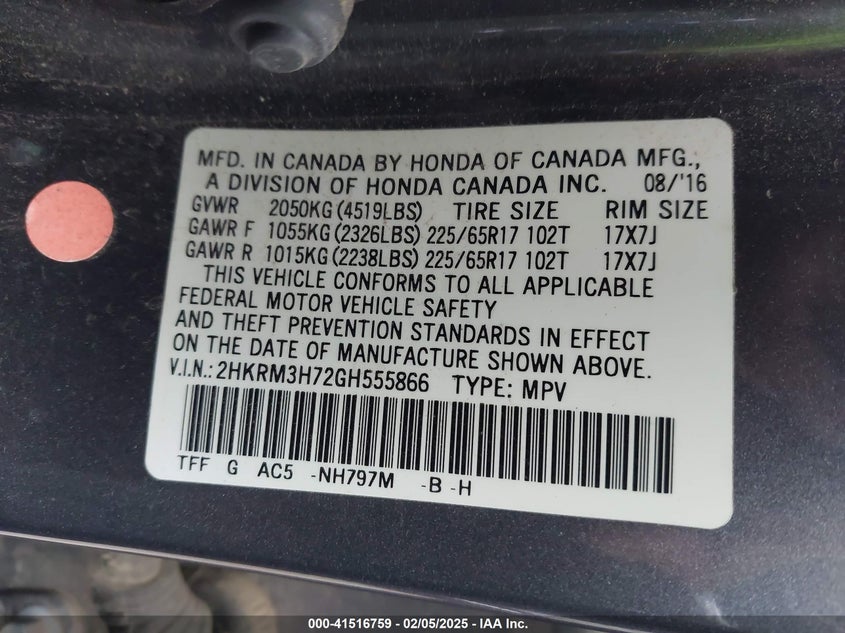 MFD. IN CANADA BY HONDA OF CANADA MFG.,
A DIVISION OF HONDA CANADA INC. 08/'16
GVWR 2050KG (4519LBS) TIRE SIZE RIM SIZE
GAWR F 1055KG (2326LBS) 225/65R17 102T 17X7J
GAWR R 1015KG (2238LBS) 225/65R17 102T 17X7J
THIS VEHICLE CONFORMS TO ALL APPLICABLE
FEDERAL MOTOR VEHICLE SAFETY
AND THEFT PREVENTION STANDARDS IN EFFECT
ON THE DATE OF MANUFACTURE SHOWN ABOVE.
V.I.N.: 2HKRM3H72GH555866 TYPE: MPV
TFF G AC5 -NH797M -B -H
000-41516759 — 02/05/2025 — IAA Inc.